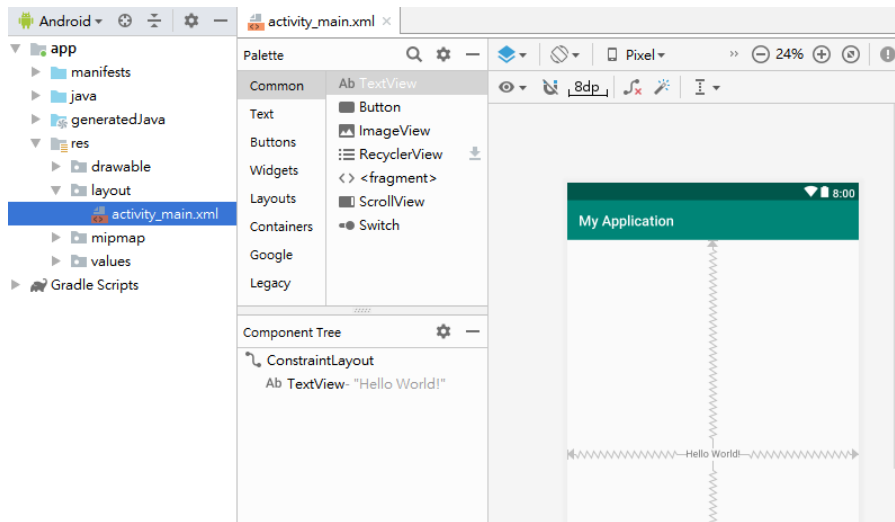 Android
activity_main.xml
app
manifests
java
generatedJava
res
drawable
layout
activity_main.xml
mipmap
values
Gradle Scripts
Palette
Common
Text
Buttons
Widgets
Layouts
Containers
Google
Legacy
Ab TextView
Button
ImageView
RecyclerView
<fragment>
ScrollView
Switch
Component Tree
ConstraintLayout
Ab TextView- "Hello World!"
Pixel
24%
8dp
8:00
My Application
Hello World!